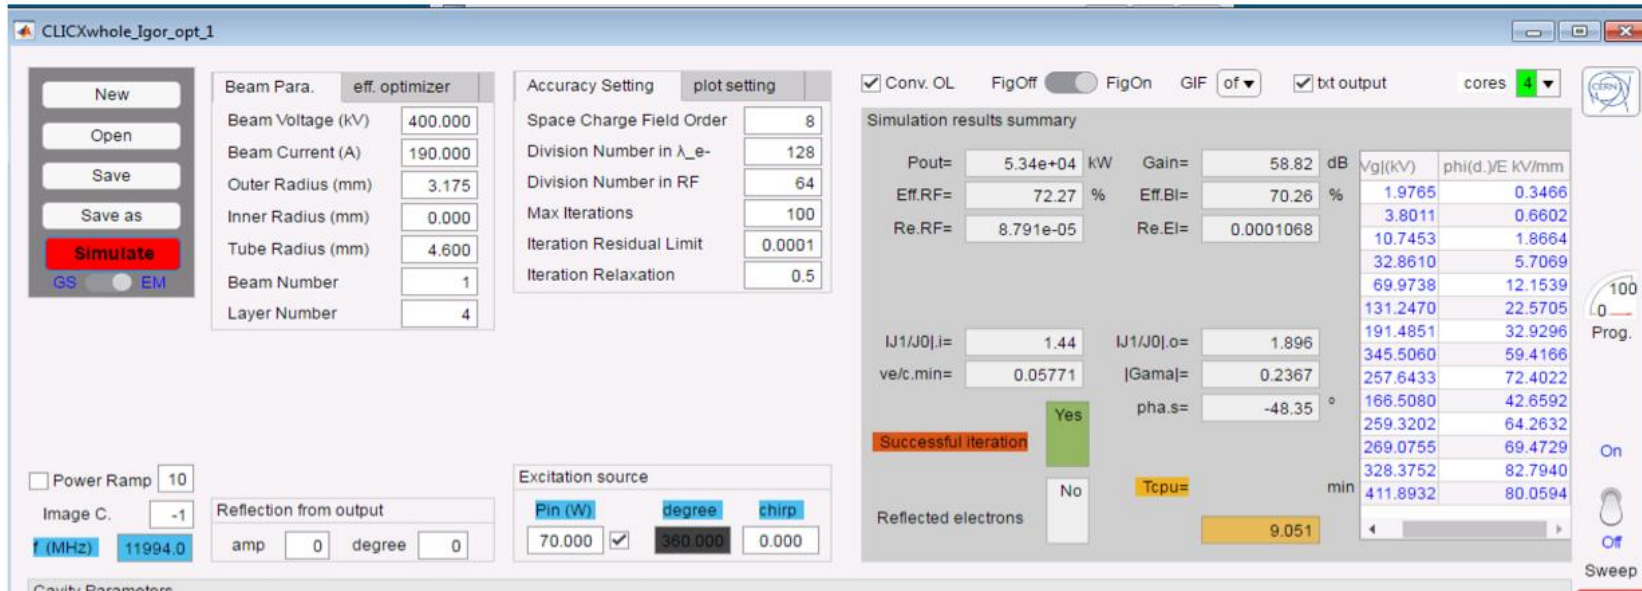 CLICXwhole_Igor_opt_1
New
Open
Save
Save as
Simulate
GS EM
Beam Para. eff. optimizer
Beam Voltage (kV) 400.000
Beam Current (A) 190.000
Outer Radius (mm) 3.175
Inner Radius (mm) 0.000
Tube Radius (mm) 4.600
Beam Number 1
Layer Number 4
Accuracy Setting plot setting
Space Charge Field Order 8
Division Number in λ_e- 128
Division Number in RF 64
Max Iterations 100
Iteration Residual Limit 0.0001
Iteration Relaxation 0.5
Conv. OL FigOff FigOn GIF of txt output cores 4
CERN
Simulation results summary
Pout= 5.34e+04 kW Gain= 58.82 dB
Eff.RF= 72.27 % Eff.BI= 70.26 %
Re.RF= 8.791e-05 Re.EI= 0.0001068
IJ1/J0|.i= 1.44 IJ1/J0|.o= 1.896
ve/c.min= 0.05771 |Gama|= 0.2367
pha.s= -48.35 °
Successful iteration Yes
No
Reflected electrons
Tcpu= min
9.051
Vg|(kV) phi(d.)/E kV/mm
1.9765 0.3466
3.8011 0.6602
10.7453 1.8664
32.8610 5.7069
69.9738 12.1539
131.2470 22.5705
191.4851 32.9296
345.5060 59.4166
257.6433 72.4022
166.5080 42.6592
259.3202 64.2632
269.0755 69.4729
328.3752 82.7940
411.8932 80.0594
100
0
Prog.
On
Off
Sweep
Power Ramp 10
Image C. -1
f (MHz) 11994.0
Reflection from output
amp 0 degree 0
Excitation source
Pin (W) degree chirp
70.000 360.000 0.000
Cavity Parameters